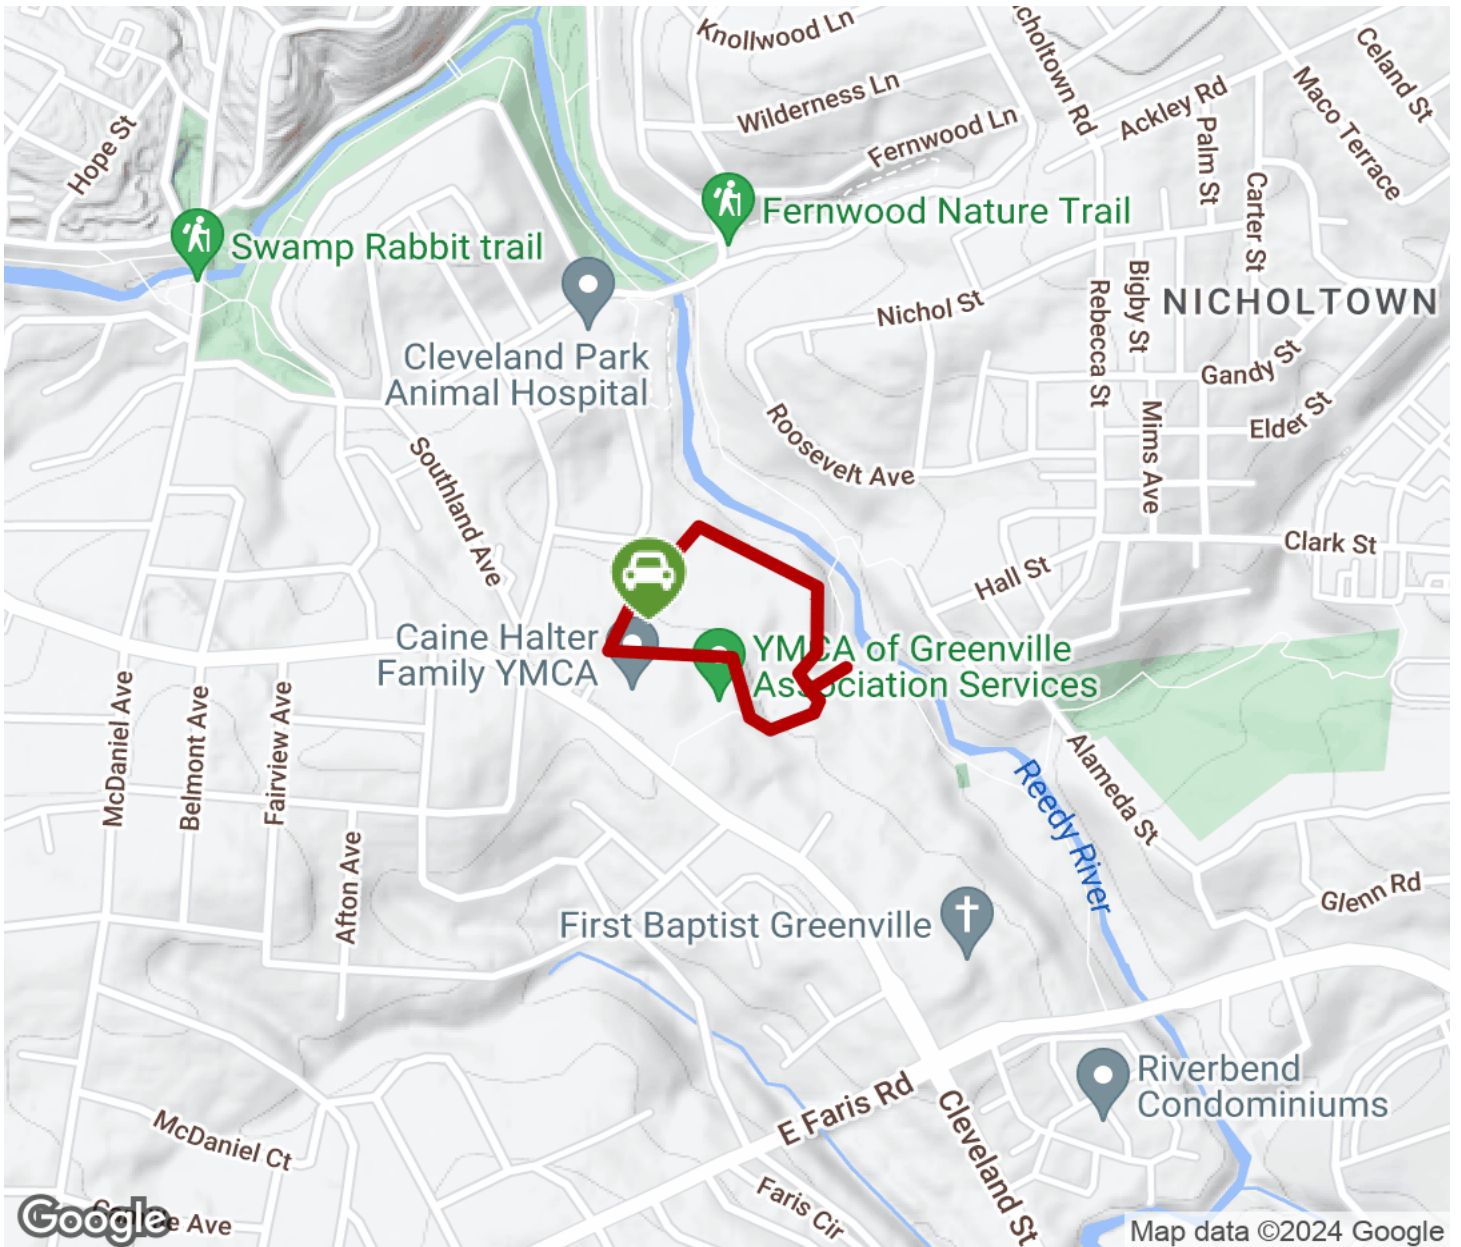 Knollwood Ln
Wilderness Ln
Fernwood Ln
Ackley Rd
Palm St
Maco Terrace
Celand St
Hope St
Carter St
Fernwood Nature Trail
Swamp Rabbit trail
Nichol St
Rebecca St
Bigby St
NICHOLTOWN
Cleveland Park
Animal Hospital
Gandy St
Elder St
Mims Ave
Roosevelt Ave
Southland Ave
Clark St
Hall St
Caine Halter
Family YMCA
YMCA of Greenville
Association Services
McDaniel Ave
Belmont Ave
Fairview Ave
Afton Ave
Alameda St
Reedy River
Glenn Rd
First Baptist Greenville
Riverbend
Condominiums
E Faris Rd
Cleveland St
McDaniel Ct
Faris Cir
Ave
Google
Map data ©2024 Google